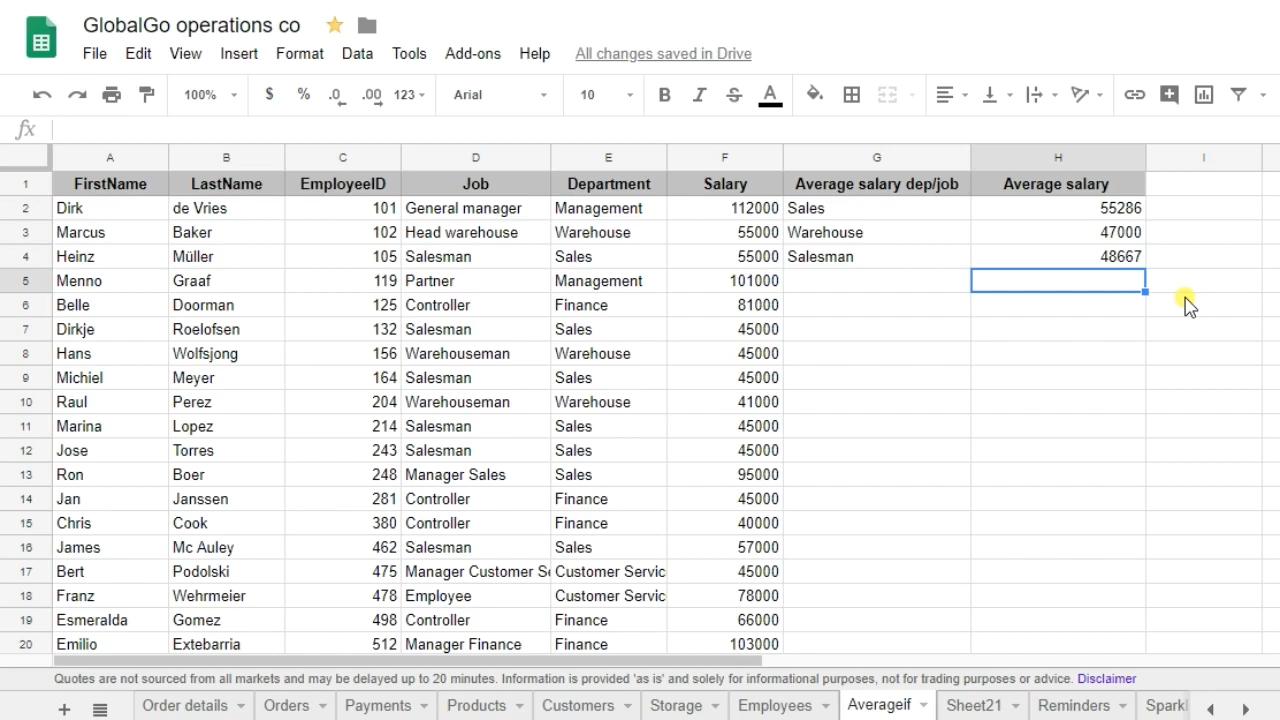 GlobalGo operations co
File Edit View Insert Format Data Tools Add-ons Help All changes saved in Drive
100% $ % .0 .00 123 Arial 10 B I S A
fx
A B C D E F G H I
1 FirstName LastName EmployeeID Job Department Salary Average salary dep/job Average salary
2 Dirk de Vries 101 General manager Management 112000 Sales 55286
3 Marcus Baker 102 Head warehouse Warehouse 55000 Warehouse 47000
4 Heinz Müller 105 Salesman Sales 55000 Salesman 48667
5 Menno Graaf 119 Partner Management 101000
6 Belle Doorman 125 Controller Finance 81000
7 Dirkje Roelofsen 132 Salesman Sales 45000
8 Hans Wolfsjong 156 Warehouseman Warehouse 45000
9 Michiel Meyer 164 Salesman Sales 45000
10 Raul Perez 204 Warehouseman Warehouse 41000
11 Marina Lopez 214 Salesman Sales 45000
12 Jose Torres 243 Salesman Sales 45000
13 Ron Boer 248 Manager Sales Sales 95000
14 Jan Janssen 281 Controller Finance 45000
15 Chris Cook 380 Controller Finance 40000
16 James Mc Auley 462 Salesman Sales 57000
17 Bert Podolski 475 Manager Customer Se Customer Servic 45000
18 Franz Wehrmeier 478 Employee Customer Servic 78000
19 Esmeralda Gomez 498 Controller Finance 66000
20 Emilio Extebarria 512 Manager Finance Finance 103000
Quotes are not sourced from all markets and may be delayed up to 20 minutes. Information is provided 'as is' and solely for informational purposes, not for trading purposes or advice. Disclaimer
Order details Orders Payments Products Customers Storage Employees Averageif Sheet21 Reminders Sparkl